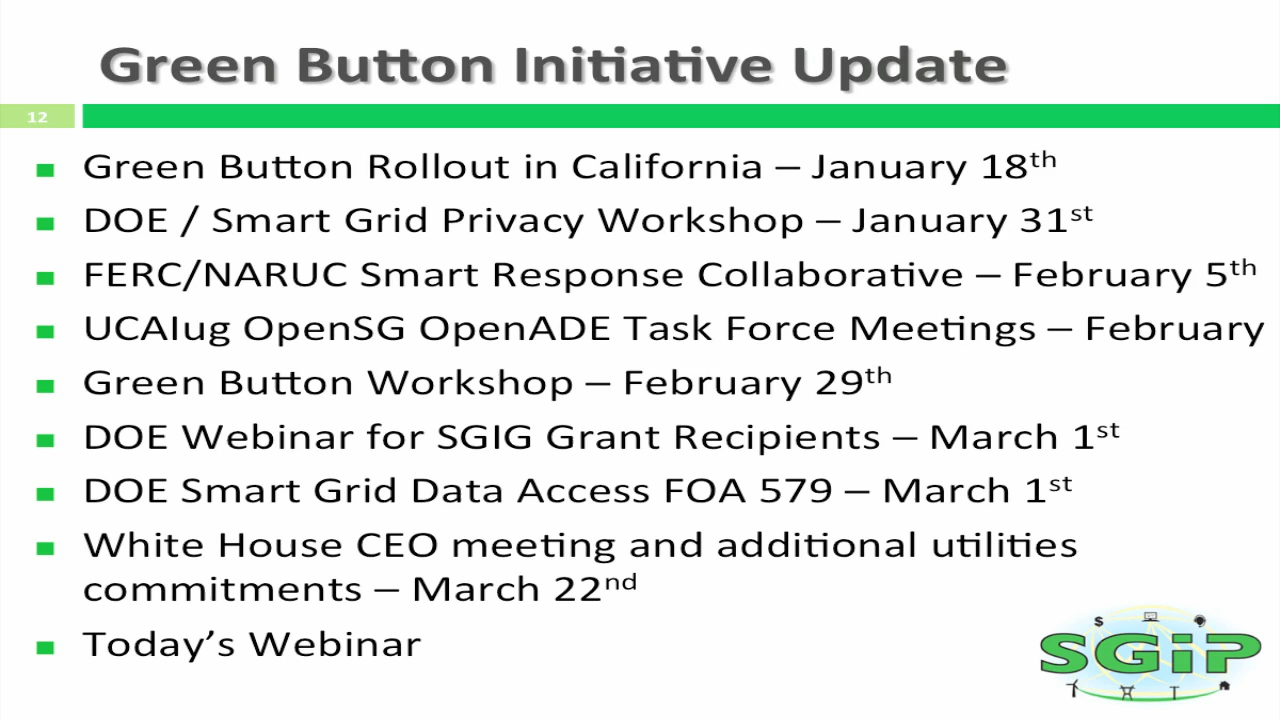 Green Button Initiative Update
12
Green Button Rollout in California – January 18th
DOE / Smart Grid Privacy Workshop – January 31st
FERC/NARUC Smart Response Collaborative – February 5th
UCAIug OpenSG OpenADE Task Force Meetings – February
Green Button Workshop – February 29th
DOE Webinar for SGIG Grant Recipients – March 1st
DOE Smart Grid Data Access FOA 579 – March 1st
White House CEO meeting and additional utilities
commitments – March 22nd
Today’s Webinar
$
SGiP